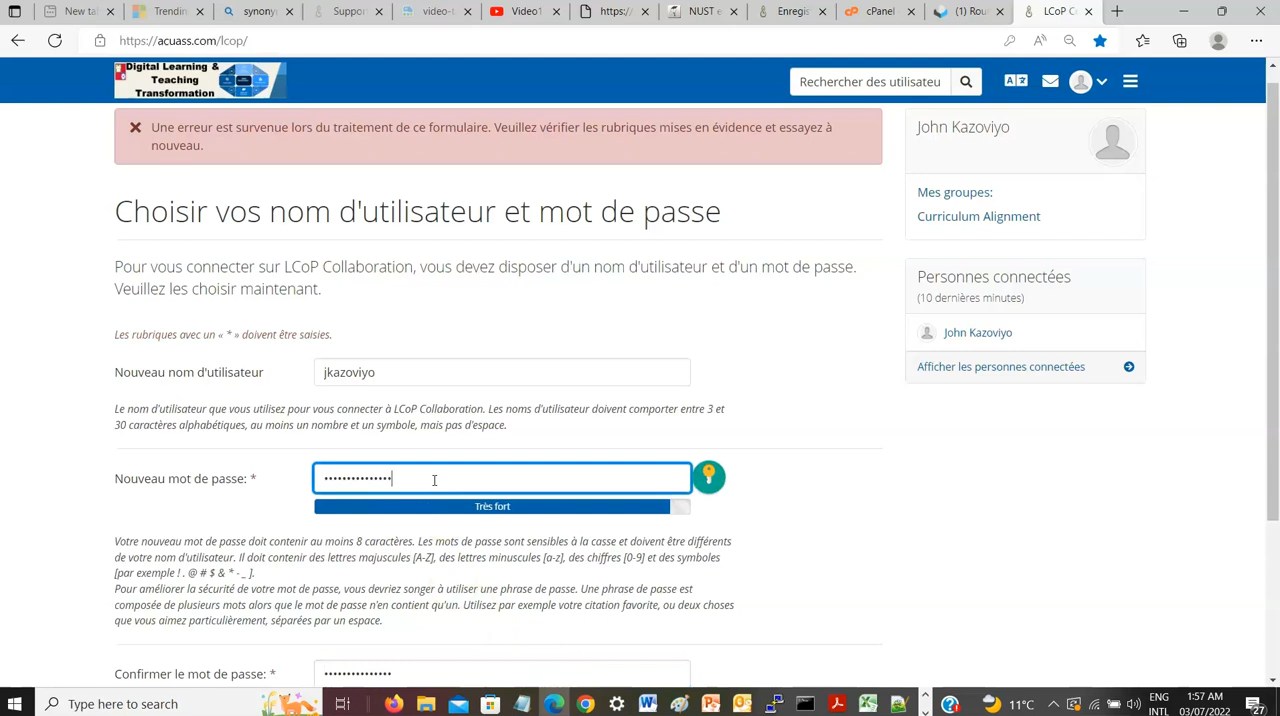 New tal
Trendin
synony
Suppor
video-t
YouTu
https:/
NUST e
Enregis
cPanel
(1) Rou
LCoP C
https://acuass.com/lcop/
Digital Learning &
Teaching
Transformation
Rechercher des utilisateu
Une erreur est survenue lors du traitement de ce formulaire. Veuillez vérifier les rubriques mises en évidence et essayez à
nouveau.
John Kazoviyo
Mes groupes:
Curriculum Alignment
Choisir vos nom d'utilisateur et mot de passe
Pour vous connecter sur LCoP Collaboration, vous devez disposer d'un nom d'utilisateur et d'un mot de passe.
Veuillez les choisir maintenant.
Personnes connectées
(10 dernières minutes)
John Kazoviyo
Afficher les personnes connectées
Les rubriques avec un « * » doivent être saisies.
Nouveau nom d'utilisateur
jkazoviyo
Le nom d'utilisateur que vous utilisez pour vous connecter à LCoP Collaboration. Les noms d'utilisateur doivent comporter entre 3 et
30 caractères alphabétiques, au moins un nombre et un symbole, mais pas d'espace.
Nouveau mot de passe: *
•••••••••••••••
Très fort
Votre nouveau mot de passe doit contenir au moins 8 caractères. Les mots de passe sont sensibles à la casse et doivent être différents
de votre nom d'utilisateur. Il doit contenir des lettres majuscules [A-Z], des lettres minuscules [a-z], des chiffres [0-9] et des symboles
[par exemple ! . @ # $ & * - _ ].
Pour améliorer la sécurité de votre mot de passe, vous devriez songer à utiliser une phrase de passe. Une phrase de passe est
composée de plusieurs mots alors que le mot de passe n'en contient qu'un. Utilisez par exemple votre citation favorite, ou deux choses
que vous aimez particulièrement, séparées par un espace.
Confirmer le mot de passe: *
•••••••••••••••
Type here to search
11°C
ENG
INTL
1:57 AM
03/07/2022
27